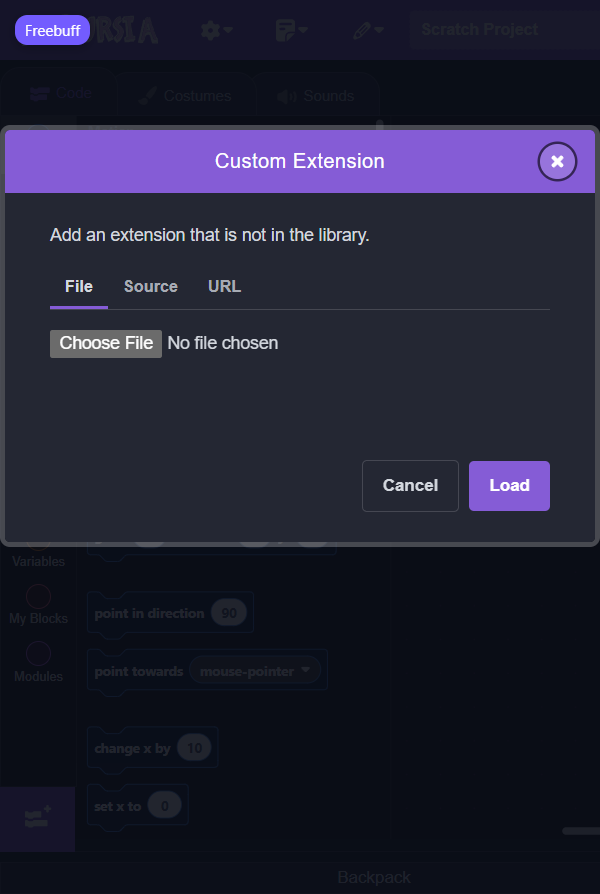 Freebuff
Scratch Project
Code
Costumes
Sounds
Custom Extension
Add an extension that is not in the library.
File
Source
URL
Choose File No file chosen
Cancel
Load
Variables
point in direction 90
My Blocks
point towards mouse-pointer
Modules
change x by 10
set x to 0
Backpack